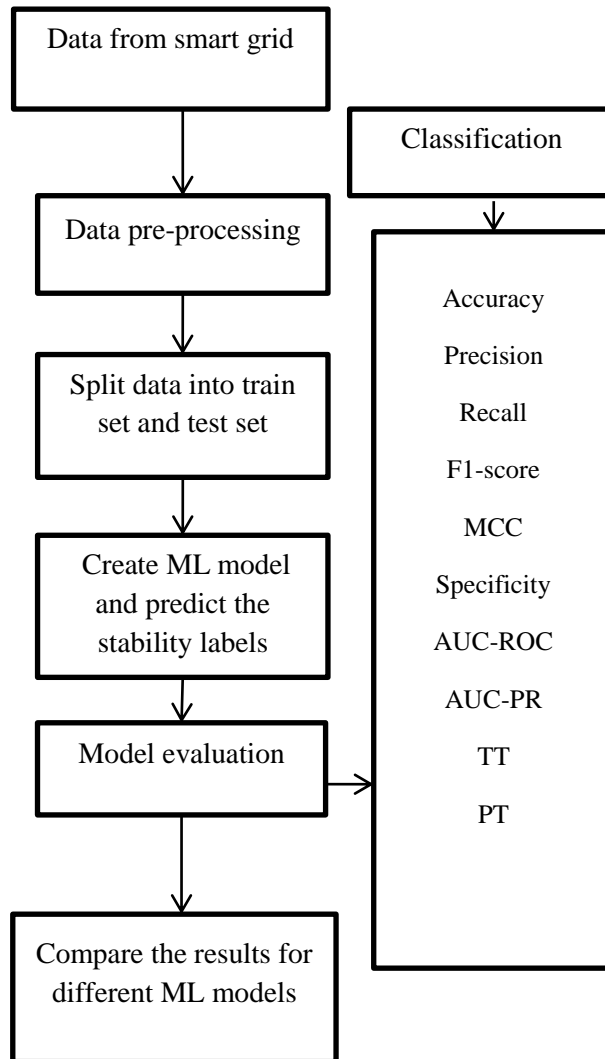 Data from smart grid
Data pre-processing
Split data into train
set and test set
Create ML model
and predict the
stability labels
Model evaluation
Compare the results for
different ML models
Classification
Accuracy
Precision
Recall
F1-score
MCC
Specificity
AUC-ROC
AUC-PR
TT
PT